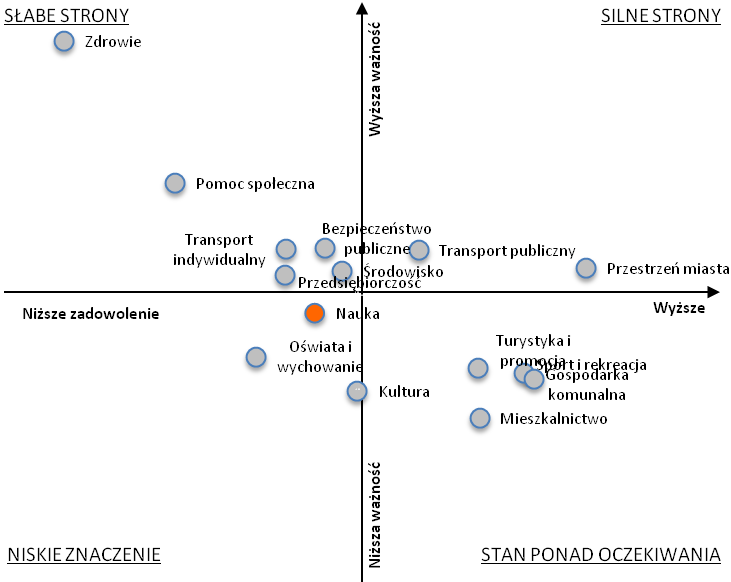 SŁABE STRONY
SILNE STRONY
Zdrowie
Wyższa ważność
Pomoc społeczna
Bezpieczeństwo
publiczne
Transport
indywidualny
Transport publiczny
Środowisko
Przestrzeń miasta
Przedsiębiorczość
Niższe zadowolenie
Wyższe
Nauka
Oświata i
wychowanie
Turystyka i
promocja
Sport i rekreacja
Gospodarka
komunalna
Kultura
Mieszkalnictwo
Niższa ważność
NISKIE ZNACZENIE
STAN PONAD OCZEKIWANIA